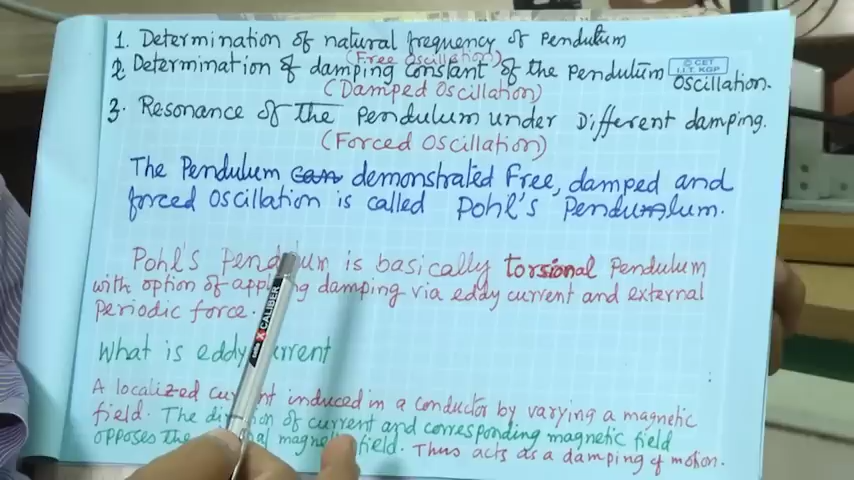 1. Determination of natural frequency of Pendulum
(Free Oscillation)
2. Determination of damping constant of the pendulum Oscillation.
© CET
I.I.T. KGP
(Damped Oscillation)
3. Resonance of the Pendulum under Different damping.
(Forced Oscillation)
The Pendulum can demonstrated Free, damped and
forced Oscillation is called Pohl's Pendulum.
Pohl's Pendulum is basically torsional Pendulum
with option of damping via eddy current and external
Periodic force.
What is eddy current
A localized current induced in a conductor by varying a magnetic
field. The of current and corresponding magnetic field
opposes the field. Thus acts as a damping of motion.
CALIBER